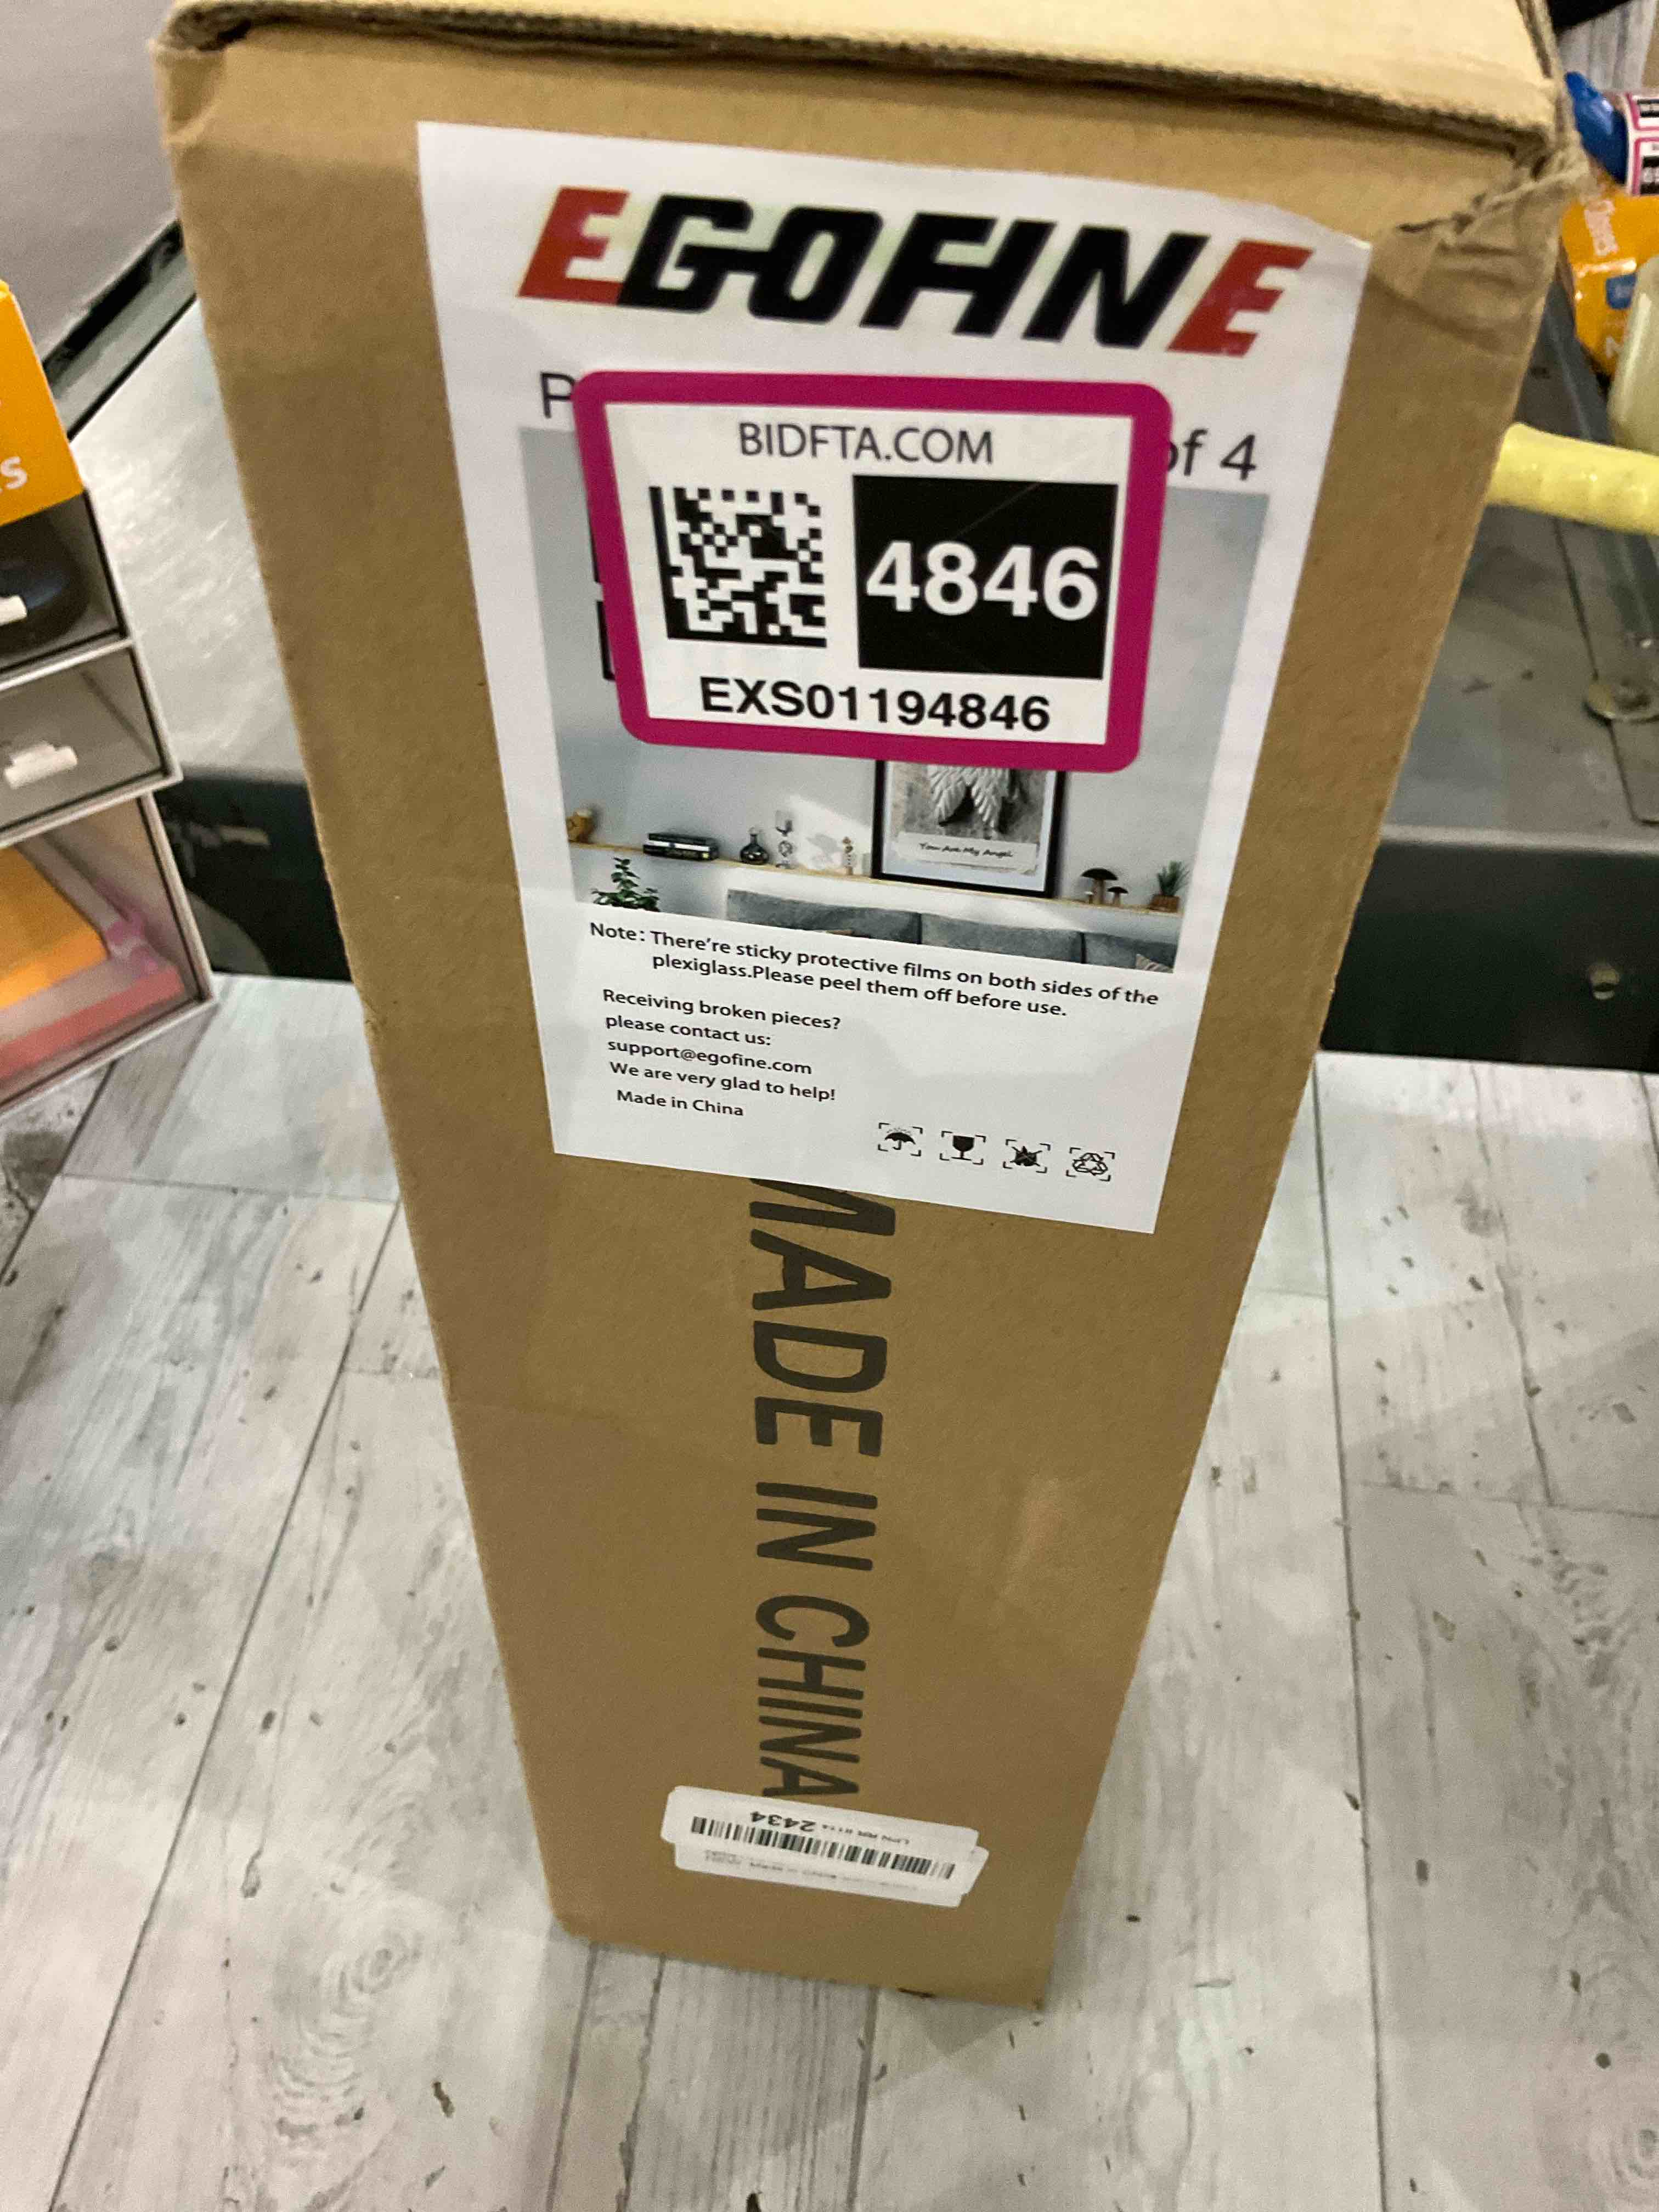 EGOFINE
P
of 4
BIDFTA.COM
4846
EXS01194846
You Are My Angel
Note: There're sticky protective films on both sides of the
plexiglass.Please peel them off before use.
Receiving broken pieces?
please contact us:
support@egofine.com
We are very glad to help!
Made in China
MADE IN CHINA
2434
S